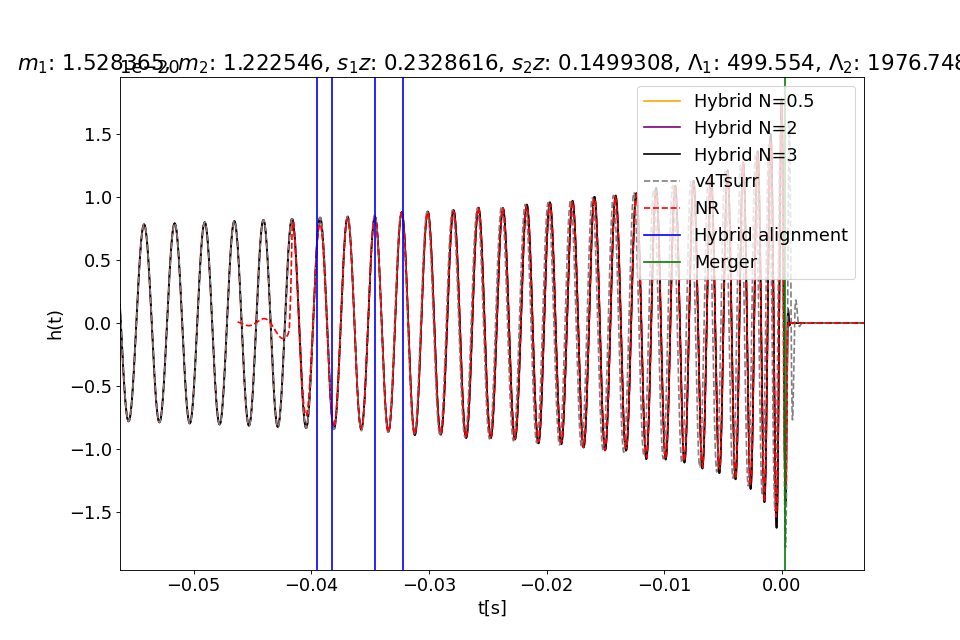 m₁: 1.528365, m₂: 1.222546, s₁z: 0.2328616, s₂z: 0.1499308, Λ₁: 499.554, Λ₂: 1976.748
1e−20
Hybrid N=0.5
Hybrid N=2
Hybrid N=3
v4Tsurr
NR
Hybrid alignment
Merger
1.5
1.0
0.5
0.0
−0.5
−1.0
−1.5
h(t)
−0.05
−0.04
−0.03
−0.02
−0.01
0.00
t[s]